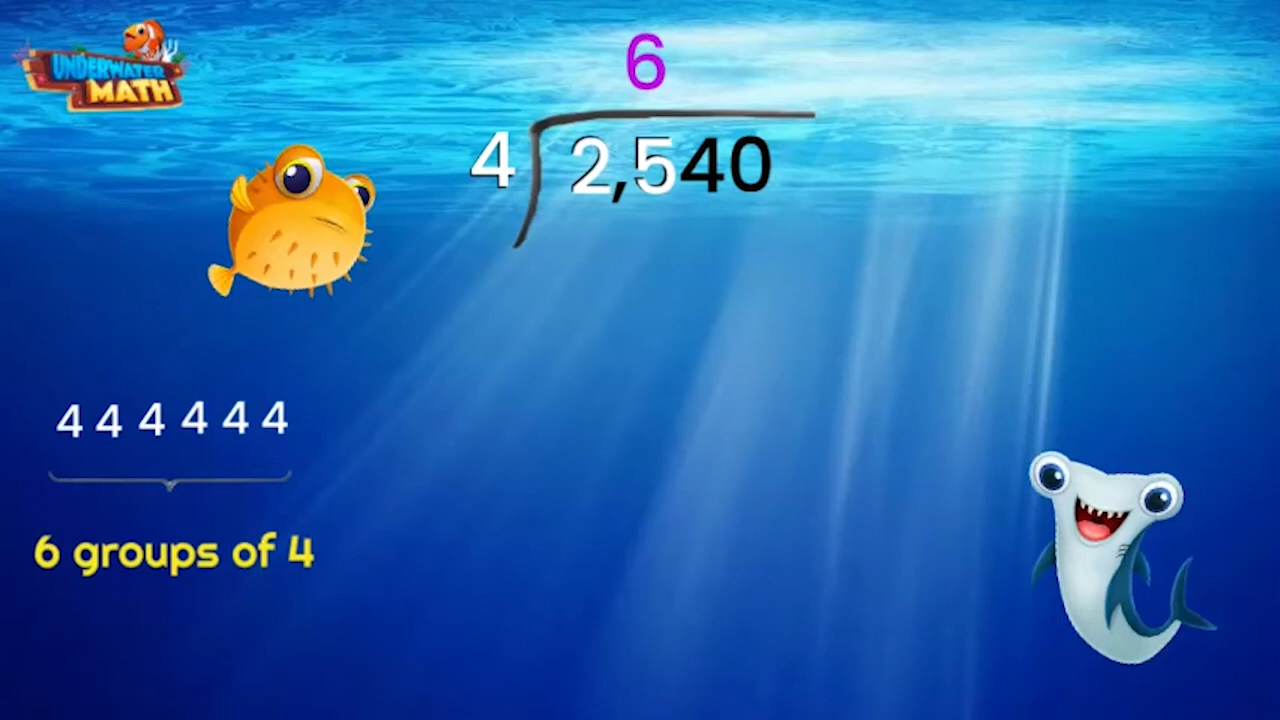 UNDERWATER
MATH
6
4 2,540
4 4 4 4 4 4
6 groups of 4